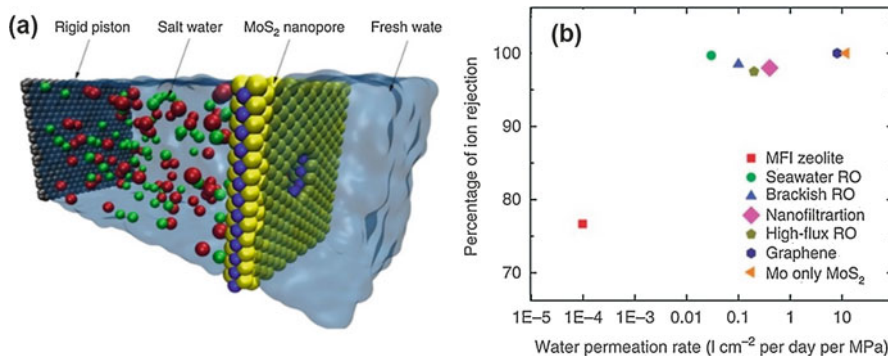 (a)
Rigid piston
Salt water
MoS₂ nanopore
Fresh wate
(b)
Percentage of ion rejection
100
90
80
70
MFI zeolite
Seawater RO
Brackish RO
Nanofiltrartion
High-flux RO
Graphene
Mo only MoS₂
1E–5 1E–4 1E–3 0.01 0.1 1 10 100
Water permeation rate (l cm⁻² per day per MPa)